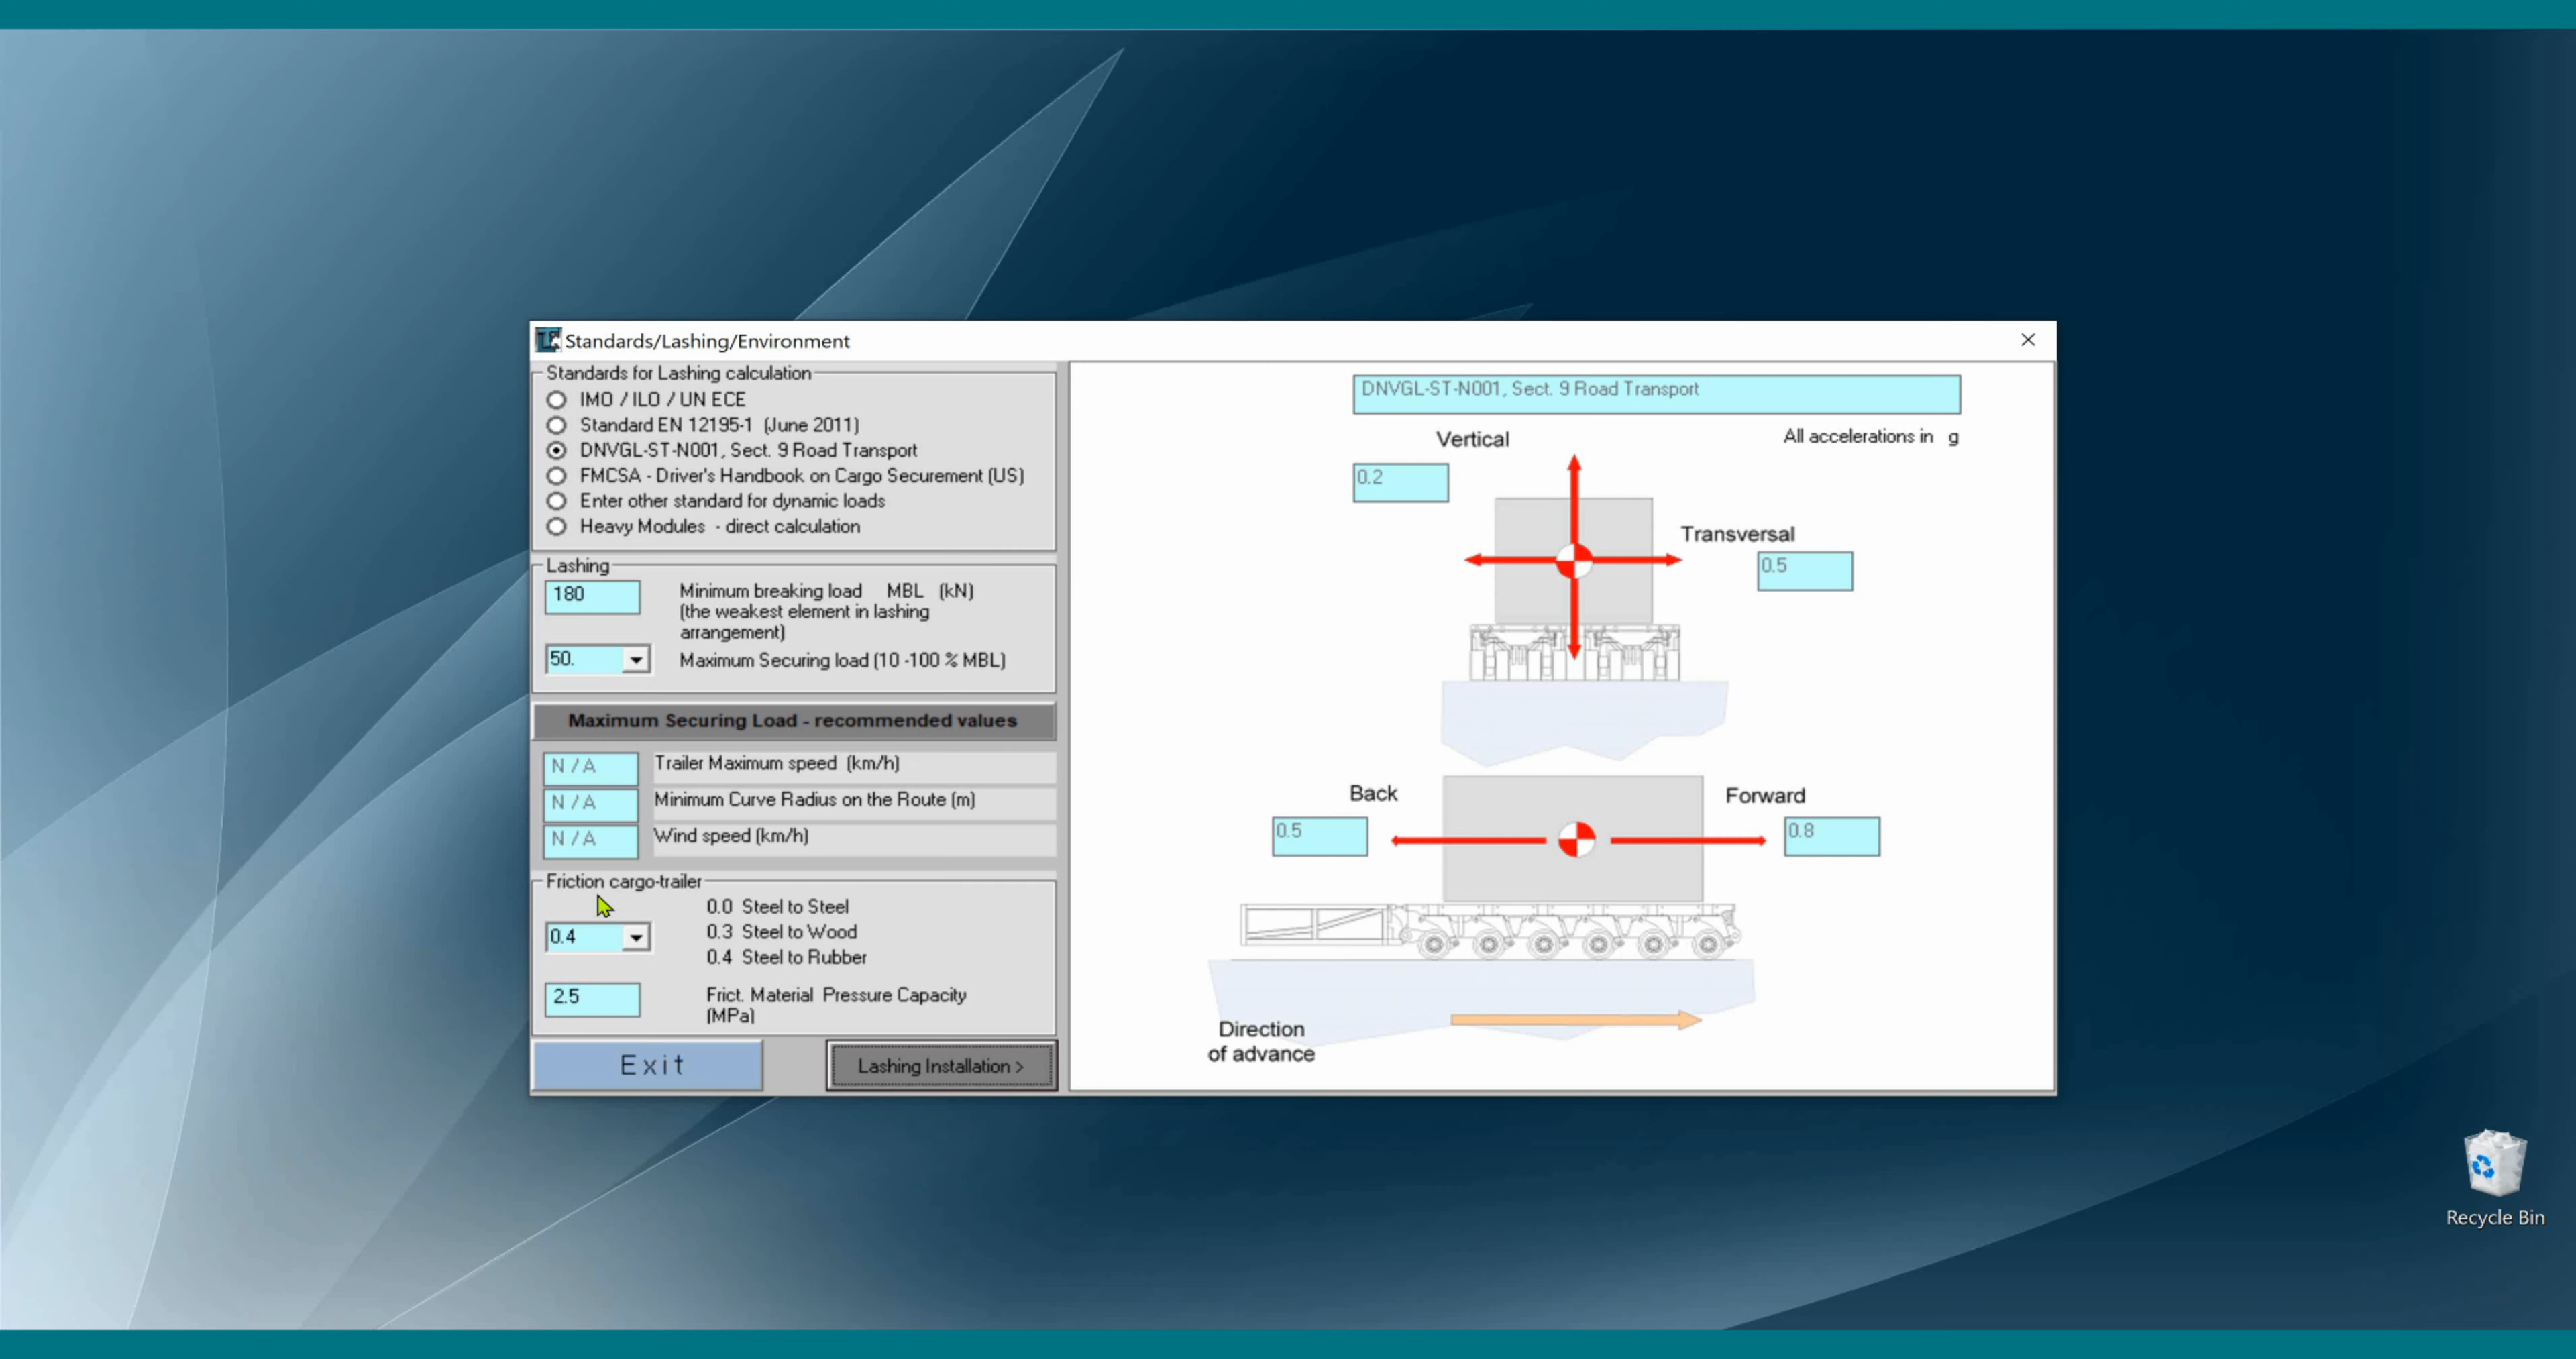 Standards/Lashing/Environment
Standards for Lashing calculation
IMO / ILO / UN ECE
Standard EN 12195-1 (June 2011)
DNVGL-ST-N001, Sect. 9 Road Transport
FMCSA - Driver's Handbook on Cargo Securement (US)
Enter other standard for dynamic loads
Heavy Modules - direct calculation
Lashing
180
Minimum breaking load MBL (kN)
(the weakest element in lashing
arrangement)
50.
Maximum Securing load (10 -100 % MBL)
Maximum Securing Load - recommended values
N / A Trailer Maximum speed (km/h)
N / A Minimum Curve Radius on the Route (m)
N / A Wind speed (km/h)
Friction cargo-trailer
0.0 Steel to Steel
0.4 0.3 Steel to Wood
0.4 Steel to Rubber
2.5 Frict. Material Pressure Capacity
(MPa)
Exit
Lashing Installation >
DNVGL-ST-N001, Sect. 9 Road Transport
Vertical
All accelerations in g
0.2
Transversal
0.5
Back
Forward
0.5
0.8
Direction
of advance
Recycle Bin